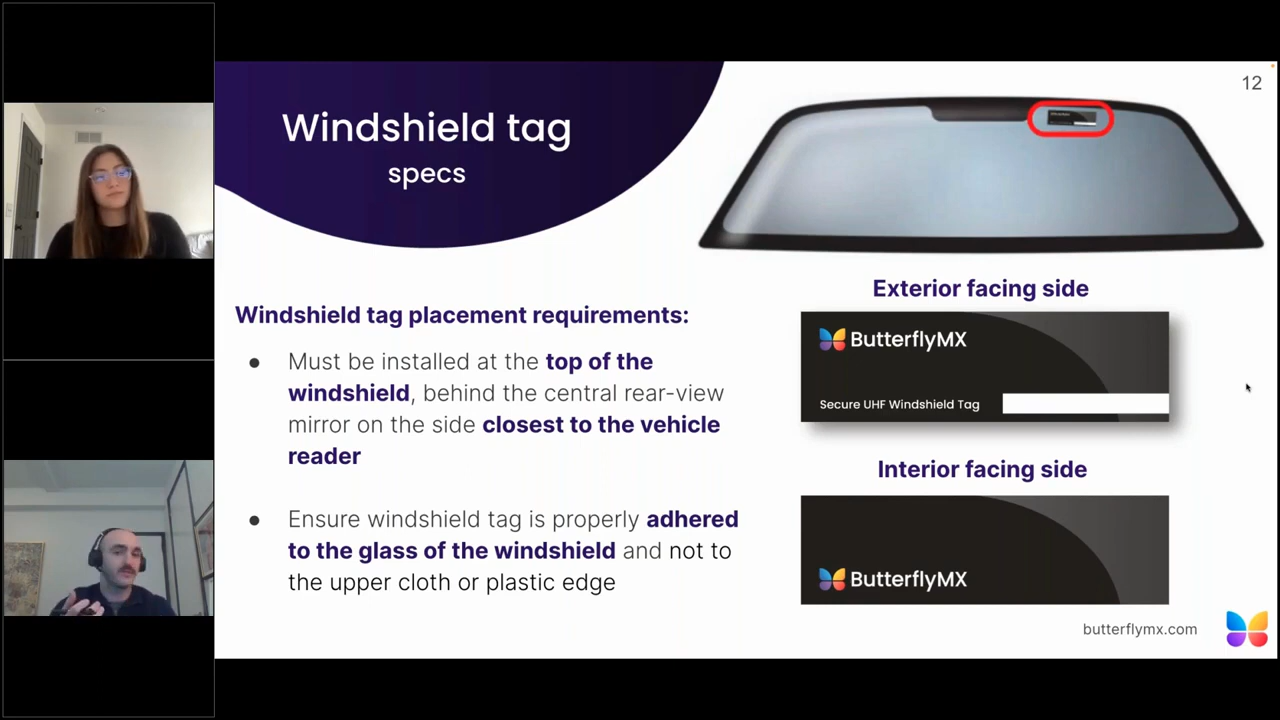 12
Windshield tag
specs
Windshield tag placement requirements:
● Must be installed at the top of the
windshield, behind the central rear-view
mirror on the side closest to the vehicle
reader
● Ensure windshield tag is properly adhered
to the glass of the windshield and not to
the upper cloth or plastic edge
Exterior facing side
ButterflyMX
Secure UHF Windshield Tag
Interior facing side
ButterflyMX
butterflymx.com